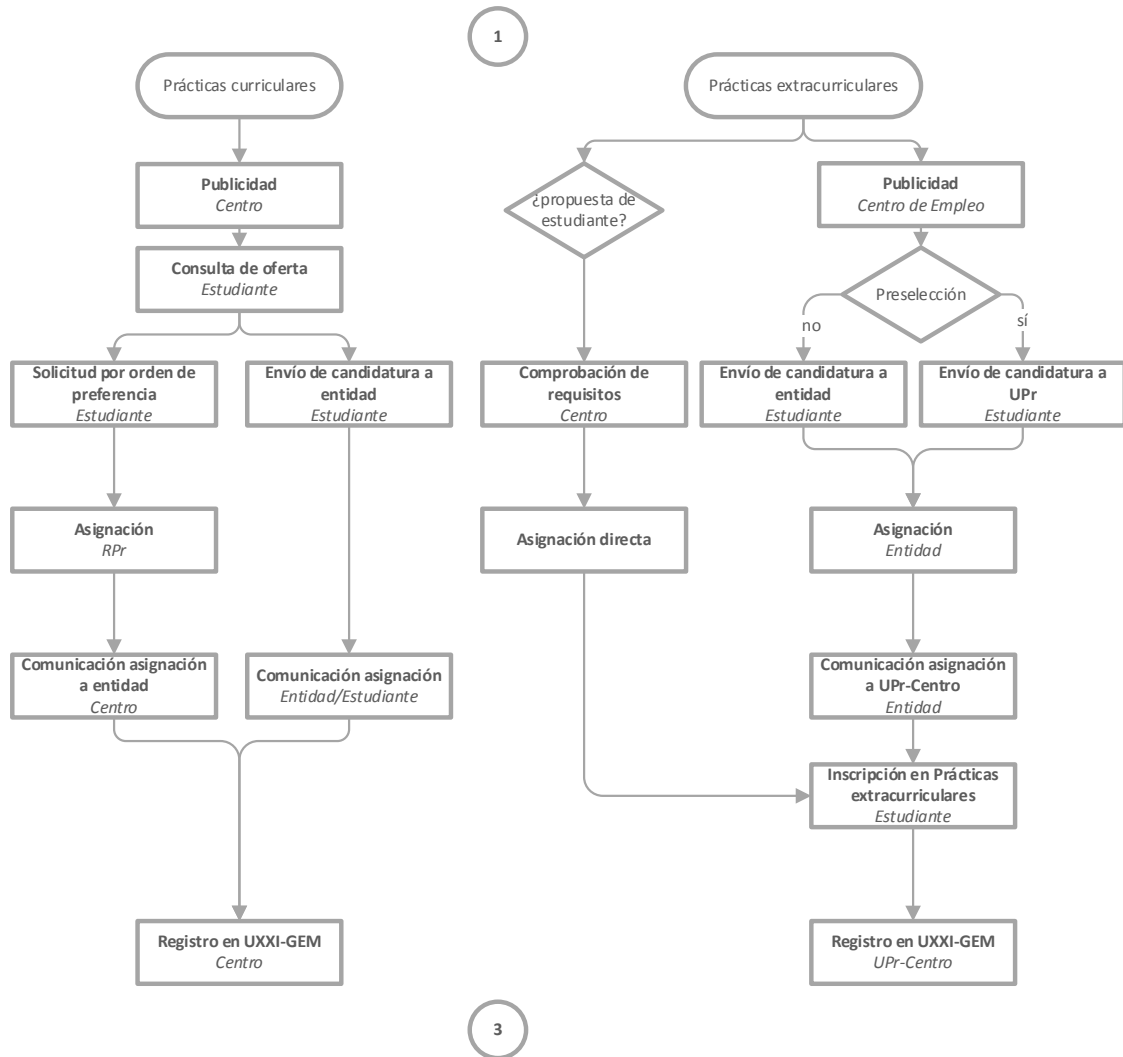 1
Prácticas curriculares
Publicidad
Centro
Consulta de oferta
Estudiante
Solicitud por orden de
preferencia
Estudiante
Envío de candidatura a
entidad
Estudiante
Asignación
RPr
Comunicación asignación
a entidad
Centro
Comunicación asignación
Entidad/Estudiante
Registro en UXXI-GEM
Centro
Prácticas extracurriculares
¿propuesta de
estudiante?
Publicidad
Centro de Empleo
Preselección
no
sí
Comprobación de
requisitos
Centro
Envío de candidatura a
entidad
Estudiante
Envío de candidatura a
UPr
Estudiante
Asignación directa
Asignación
Entidad
Comunicación asignación
a UPr-Centro
Entidad
Inscripción en Prácticas
extracurriculares
Estudiante
Registro en UXXI-GEM
UPr-Centro
3